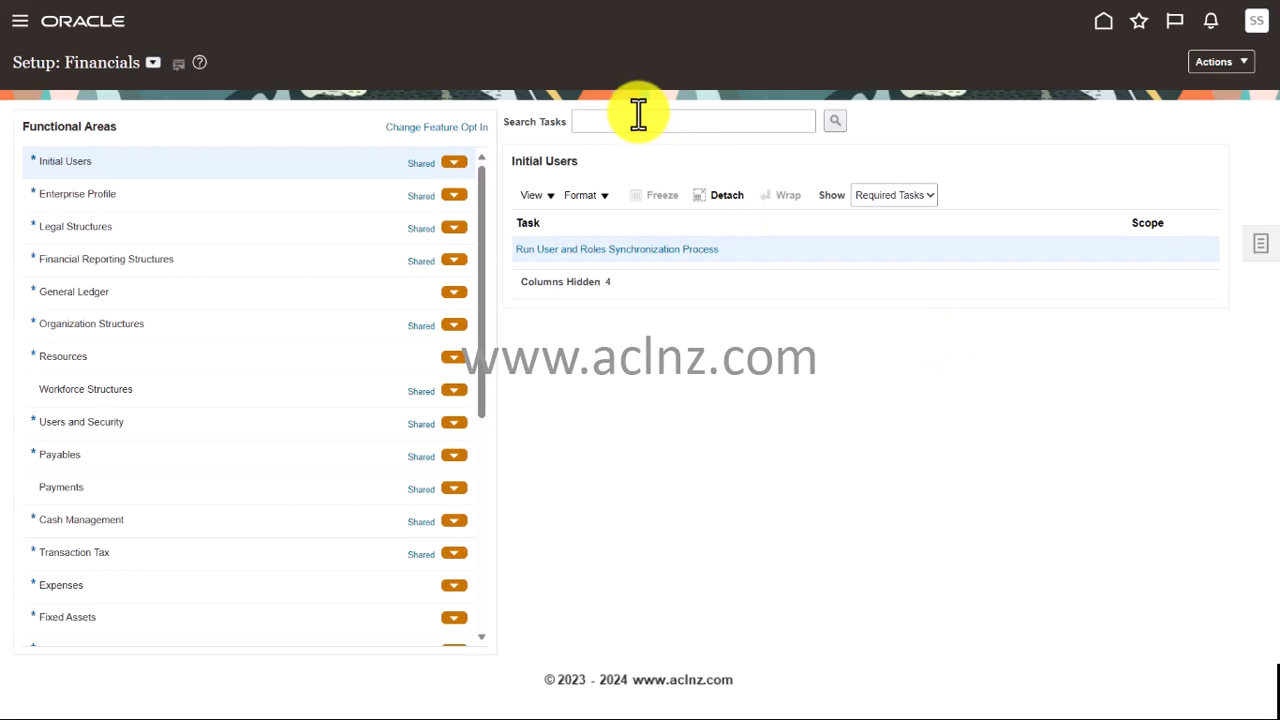 ORACLE
SS
Setup: Financials
Actions
Functional Areas
Change Feature Opt In
* Initial Users Shared
* Enterprise Profile Shared
* Legal Structures Shared
* Financial Reporting Structures Shared
* General Ledger
* Organization Structures Shared
* Resources
Workforce Structures Shared
* Users and Security Shared
* Payables Shared
Payments Shared
* Cash Management Shared
* Transaction Tax Shared
* Expenses
* Fixed Assets
Search Tasks
Initial Users
View Format Freeze Detach Wrap Show Required Tasks
Task Scope
Run User and Roles Synchronization Process
Columns Hidden 4
www.aclnz.com
© 2023 - 2024 www.aclnz.com